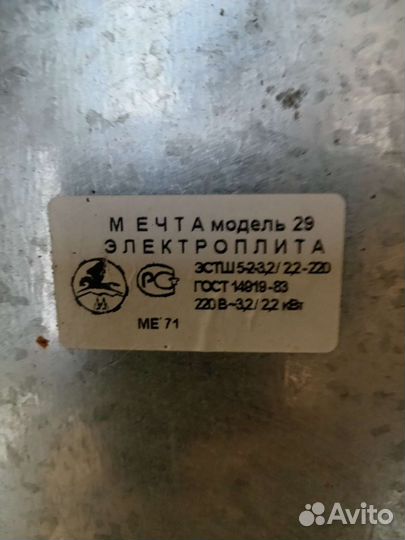 МЕЧТА модель 29
ЭЛЕКТРОПЛИТА
ЭСТШ 5-2-3,2/ 2,2-220
ГОСТ 14919-83
220 В~3,2/ 2,2 кВт
МЕ 71
Avito